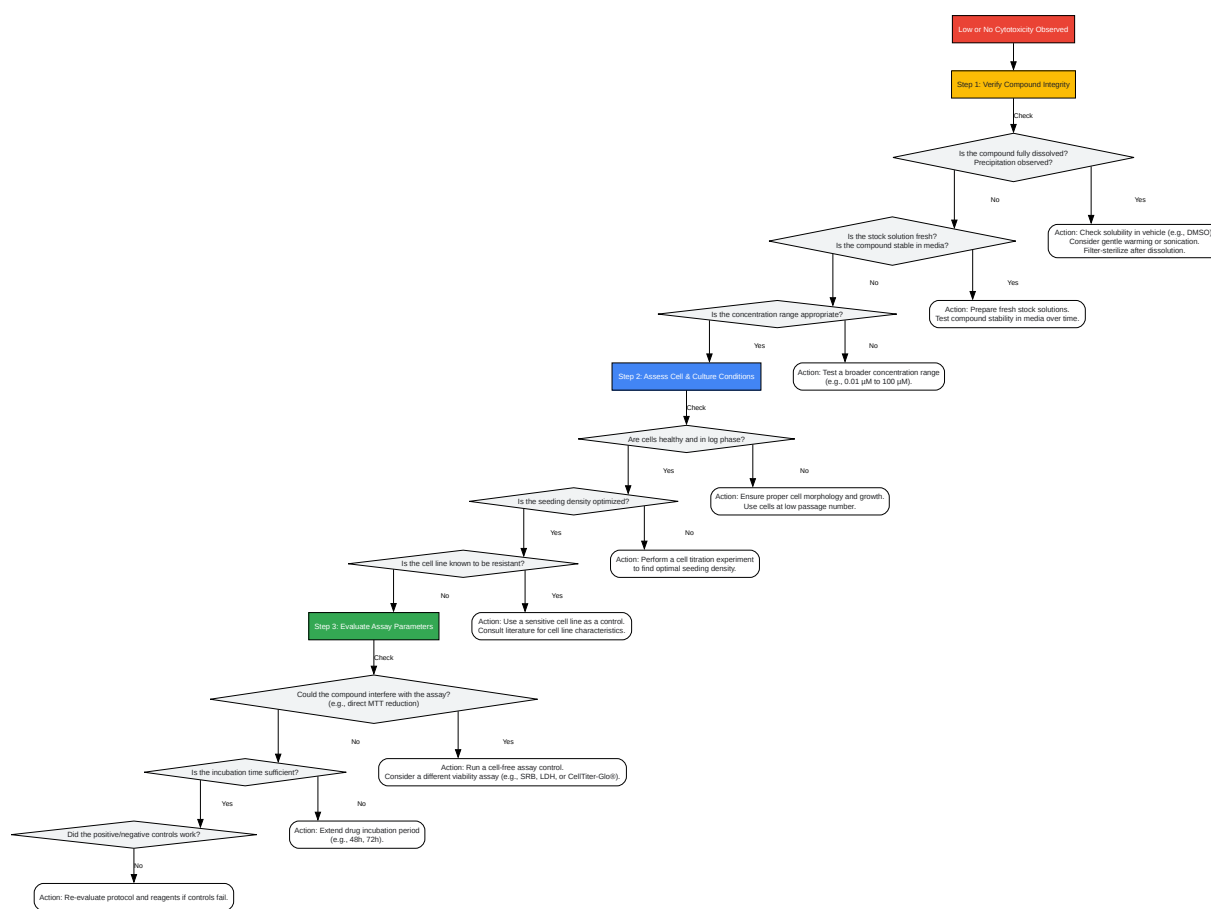 Low or No Cytotoxicity Observed
Step 1: Verify Compound Integrity
Check
Is the compound fully dissolved?
Precipitation observed?
No
Yes
Action: Check solubility in vehicle (e.g., DMSO)
Consider gentle warming or sonication.
Filter-sterilize after dissolution.
Is the stock solution fresh?
Is the compound stable in media?
No
Yes
Action: Prepare fresh stock solutions.
Test compound stability in media over time.
Is the concentration range appropriate?
Yes
No
Action: Test a broader concentration range
(e.g., 0.01 µM to 100 µM).
Step 2: Assess Cell & Culture Conditions
Check
Are cells healthy and in log phase?
Yes
No
Action: Ensure proper cell morphology and growth.
Use cells at low passage number.
Is the seeding density optimized?
Yes
No
Action: Perform a cell titration experiment
to find optimal seeding density.
Is the cell line known to be resistant?
No
Yes
Action: Use a sensitive cell line as a control.
Consult literature for cell line characteristics.
Step 3: Evaluate Assay Parameters
Check
Could the compound interfere with the assay?
(e.g., direct MTT reduction)
No
Yes
Action: Run a cell-free assay control.
Consider a different viability assay (e.g., SRB, LDH, or CellTiter-Glo®).
Is the incubation time sufficient?
Yes
No
Action: Extend drug incubation period
(e.g., 48h, 72h).
Did the positive/negative controls work?
No
Action: Re-evaluate protocol and reagents if controls fail.